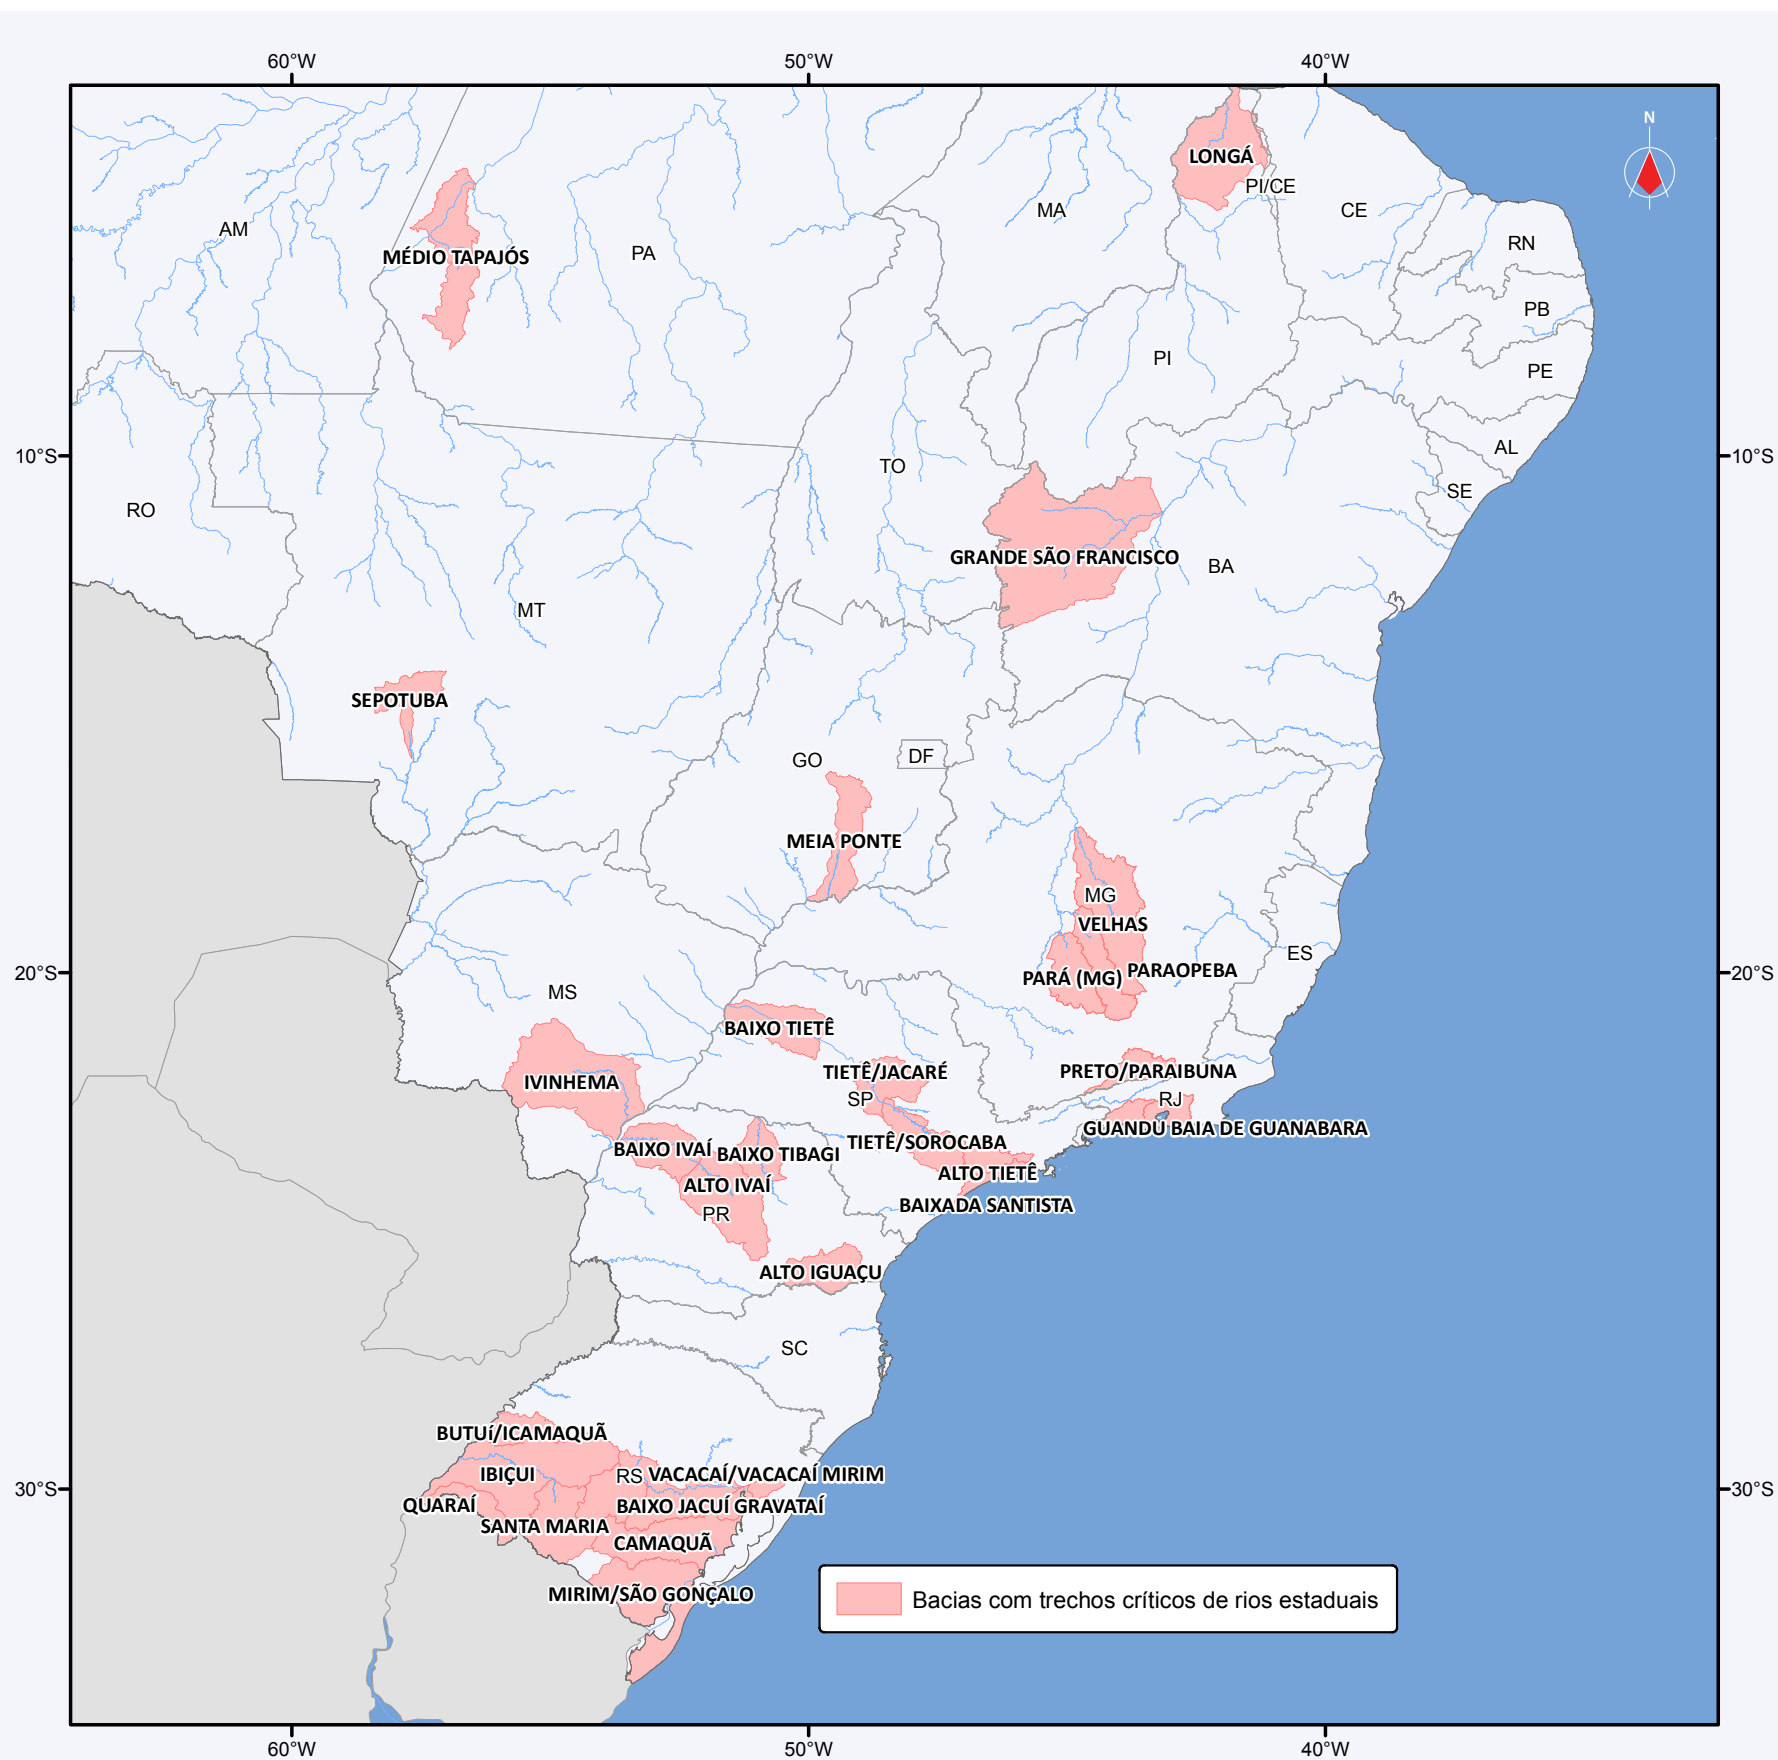 60°W
50°W
40°W
N
LONGÁ
PI/CE
MA
CE
AM
RN
PA
MÉDIO TAPAJÓS
PB
PI
PE
AL
10°S
10°S
TO
SE
RO
GRANDE SÃO FRANCISCO
BA
MT
SEPOTUBA
GO
DF
MEIA PONTE
MG
VELHAS
ES
PARÁ (MG)
PARAOPEBA
20°S
20°S
MS
BAIXO TIETÊ
TIETÊ/JACARÉ
PRETO/PARAIBUNA
IVINHEMA
SP
RJ
GUANDU BAIA DE GUANABARA
TIETÊ/SOROCABA
BAIXO IVAÍ
BAIXO TIBAGI
ALTO TIETÊ
ALTO IVAÍ
BAIXADA SANTISTA
PR
ALTO IGUAÇU
SC
BUTUÍ/ICAMAQUÃ
IBIÇUI
RS
VACACAÍ/VACACAÍ MIRIM
30°S
30°S
QUARAÍ
BAIXO JACUÍ GRAVATAÍ
SANTA MARIA
CAMAQUÃ
MIRIM/SÃO GONÇALO
Bacias com trechos críticos de rios estaduais
60°W
50°W
40°W